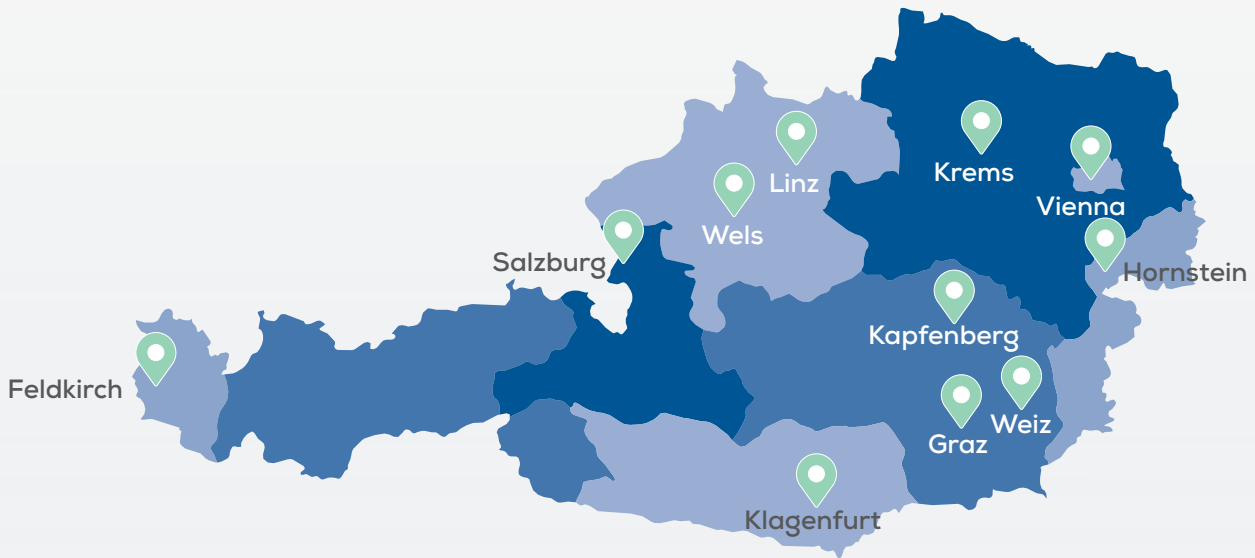 Linz
Krems
Vienna
Wels
Salzburg
Hornstein
Kapfenberg
Feldkirch
Weiz
Graz
Klagenfurt